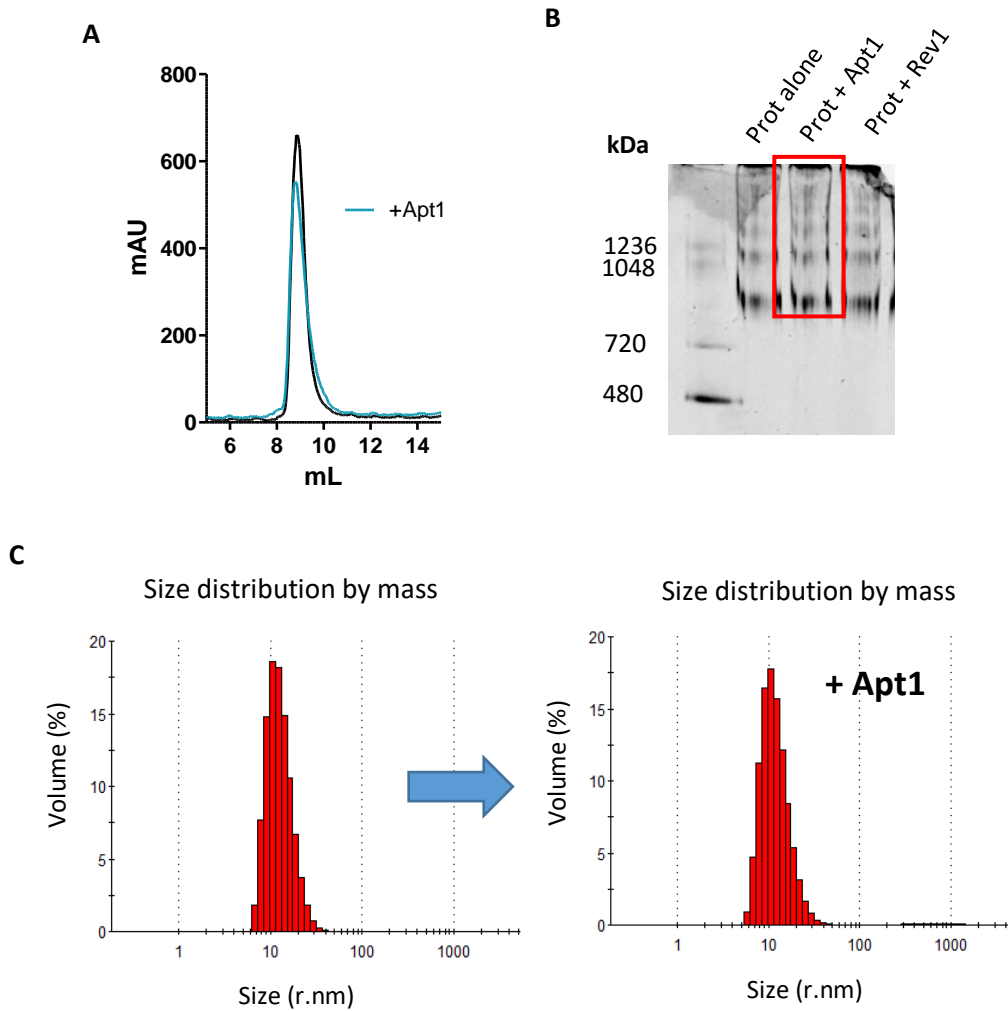 A
800
600
400
200
0
mAU
6 8 10 12 14
mL
+Apt1
B
Prot alone
Prot + Apt1
Prot + Rev1
kDa
1236
1048
720
480
C
Size distribution by mass
20
15
10
5
0
Volume (%)
1 10 100 1000
Size (r.nm)
Size distribution by mass
+ Apt1
20
15
10
5
0
Volume (%)
1 10 100 1000
Size (r.nm)